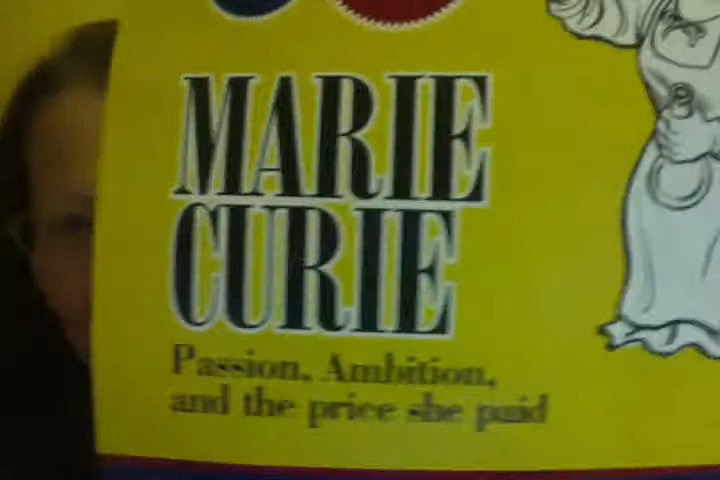 MARIE
CURIE
Passion, Ambition,
and the price she paid